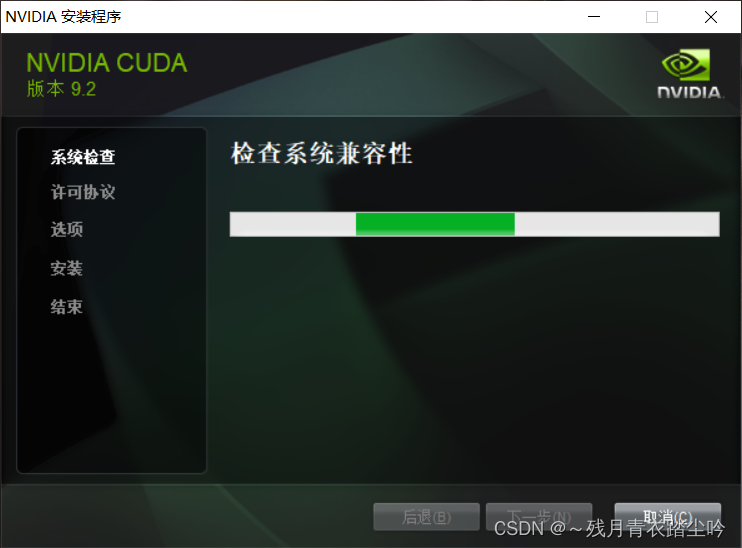 NVIDIA 安装程序
NVIDIA CUDA
版本 9.2
NVIDIA.
系统检查
许可协议
选项
安装
结束
检查系统兼容性
后退(B)
下一步(N)
取消(C)
CSDN @～残月青衣踏尘吟